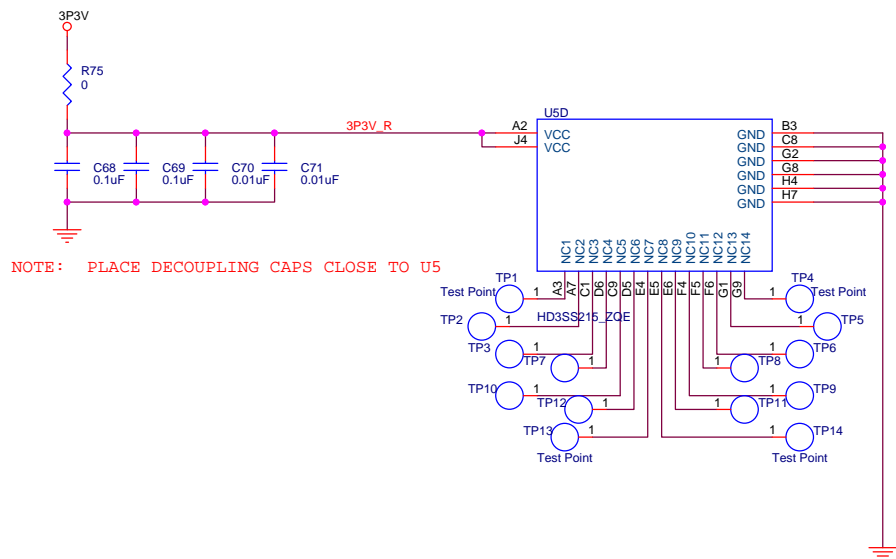 3P3V
R75
0
3P3V_R
C68
0.1uF
C69
0.1uF
C70
0.01uF
C71
0.01uF
NOTE: PLACE DECOUPLING CAPS CLOSE TO U5
U5D
A2
VCC
J4
VCC
GND
B3
GND
C8
GND
G2
GND
G8
GND
H4
GND
H7
NC1
NC2
NC3
NC4
NC5
NC6
NC7
NC8
NC9
NC10
NC11
NC12
NC13
NC14
A3
A7
C1
D6
C9
D5
E4
E5
E6
F4
F5
F6
G1
G9
HD3SS215_ZQE
TP1
1
Test Point
TP4
1
Test Point
TP2
1
TP5
1
TP3
1
TP6
1
TP7
1
TP8
1
TP10
1
TP9
1
TP12
1
TP11
1
TP13
1
Test Point
TP14
1
Test Point